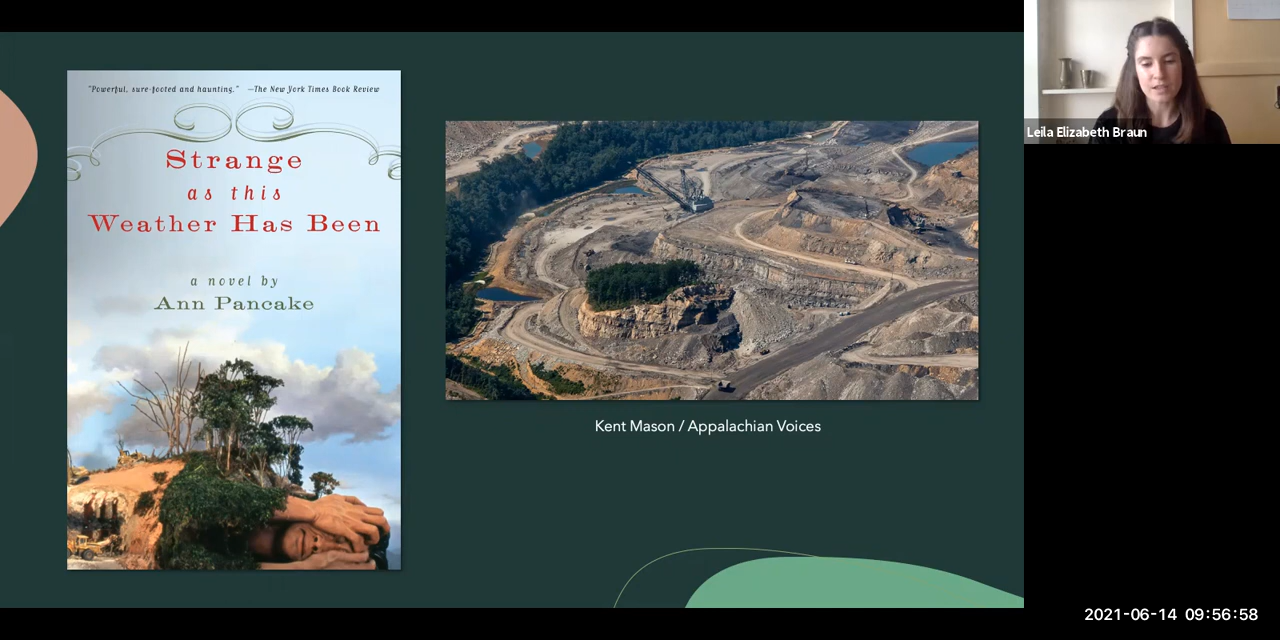 "Powerful, sure-footed and haunting." —The New York Times Book Review
Strange
as this
Weather Has Been
a novel by
Ann Pancake
Kent Mason / Appalachian Voices
Leila Elizabeth Braun
2021-06-14 09:56:58